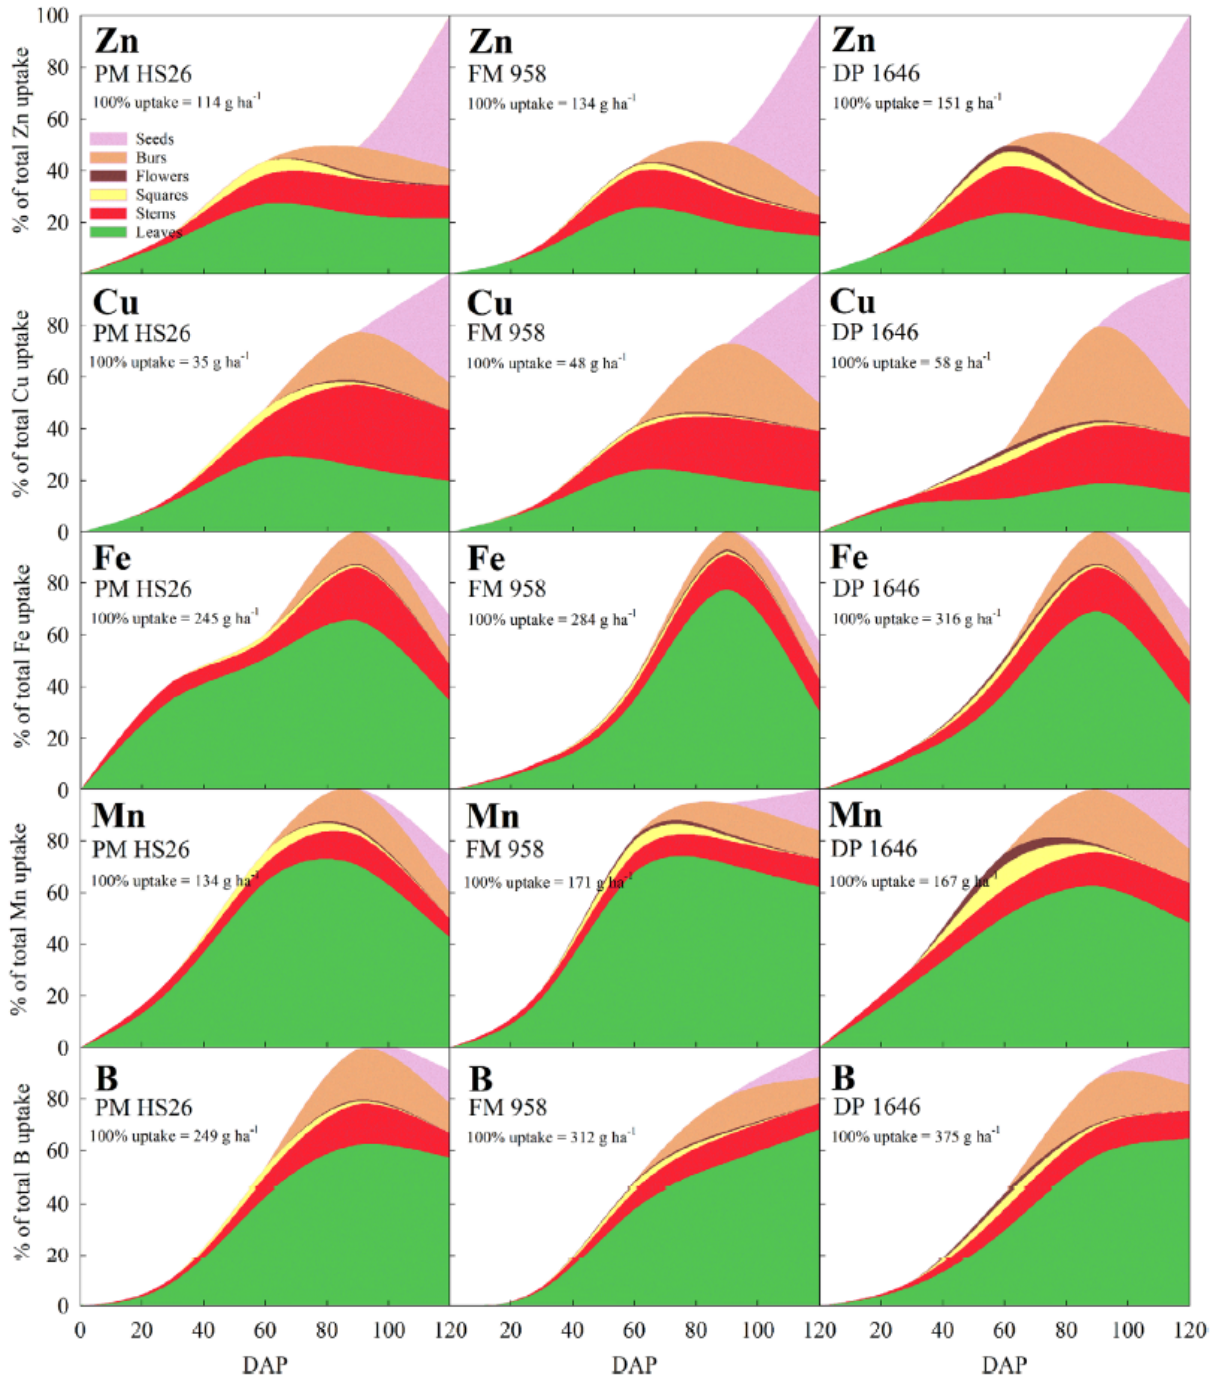 100
80
60
40
20
% of total Zn uptake
Zn
PM HS26
100% uptake = 114 g ha-1
Seeds
Burs
Flowers
Squares
Stems
Leaves
Zn
FM 958
100% uptake = 134 g ha-1
Zn
DP 1646
100% uptake = 151 g ha-1
80
60
40
20
0
% of total Cu uptake
Cu
PM HS26
100% uptake = 35 g ha-1
Cu
FM 958
100% uptake = 48 g ha-1
Cu
DP 1646
100% uptake = 58 g ha-1
80
60
40
20
0
% of total Fe uptake
Fe
PM HS26
100% uptake = 245 g ha-1
Fe
FM 958
100% uptake = 284 g ha-1
Fe
DP 1646
100% uptake = 316 g ha-1
80
60
40
20
0
% of total Mn uptake
Mn
PM HS26
100% uptake = 134 g ha-1
Mn
FM 958
100% uptake = 171 g ha-1
Mn
DP 1646
100% uptake = 167 g ha-1
80
60
40
20
0
% of total B uptake
B
PM HS26
100% uptake = 249 g ha-1
B
FM 958
100% uptake = 312 g ha-1
B
DP 1646
100% uptake = 375 g ha-1
0 20 40 60 80 100 120 20 40 60 80 100 120 20 40 60 80 100 120
DAP DAP DAP